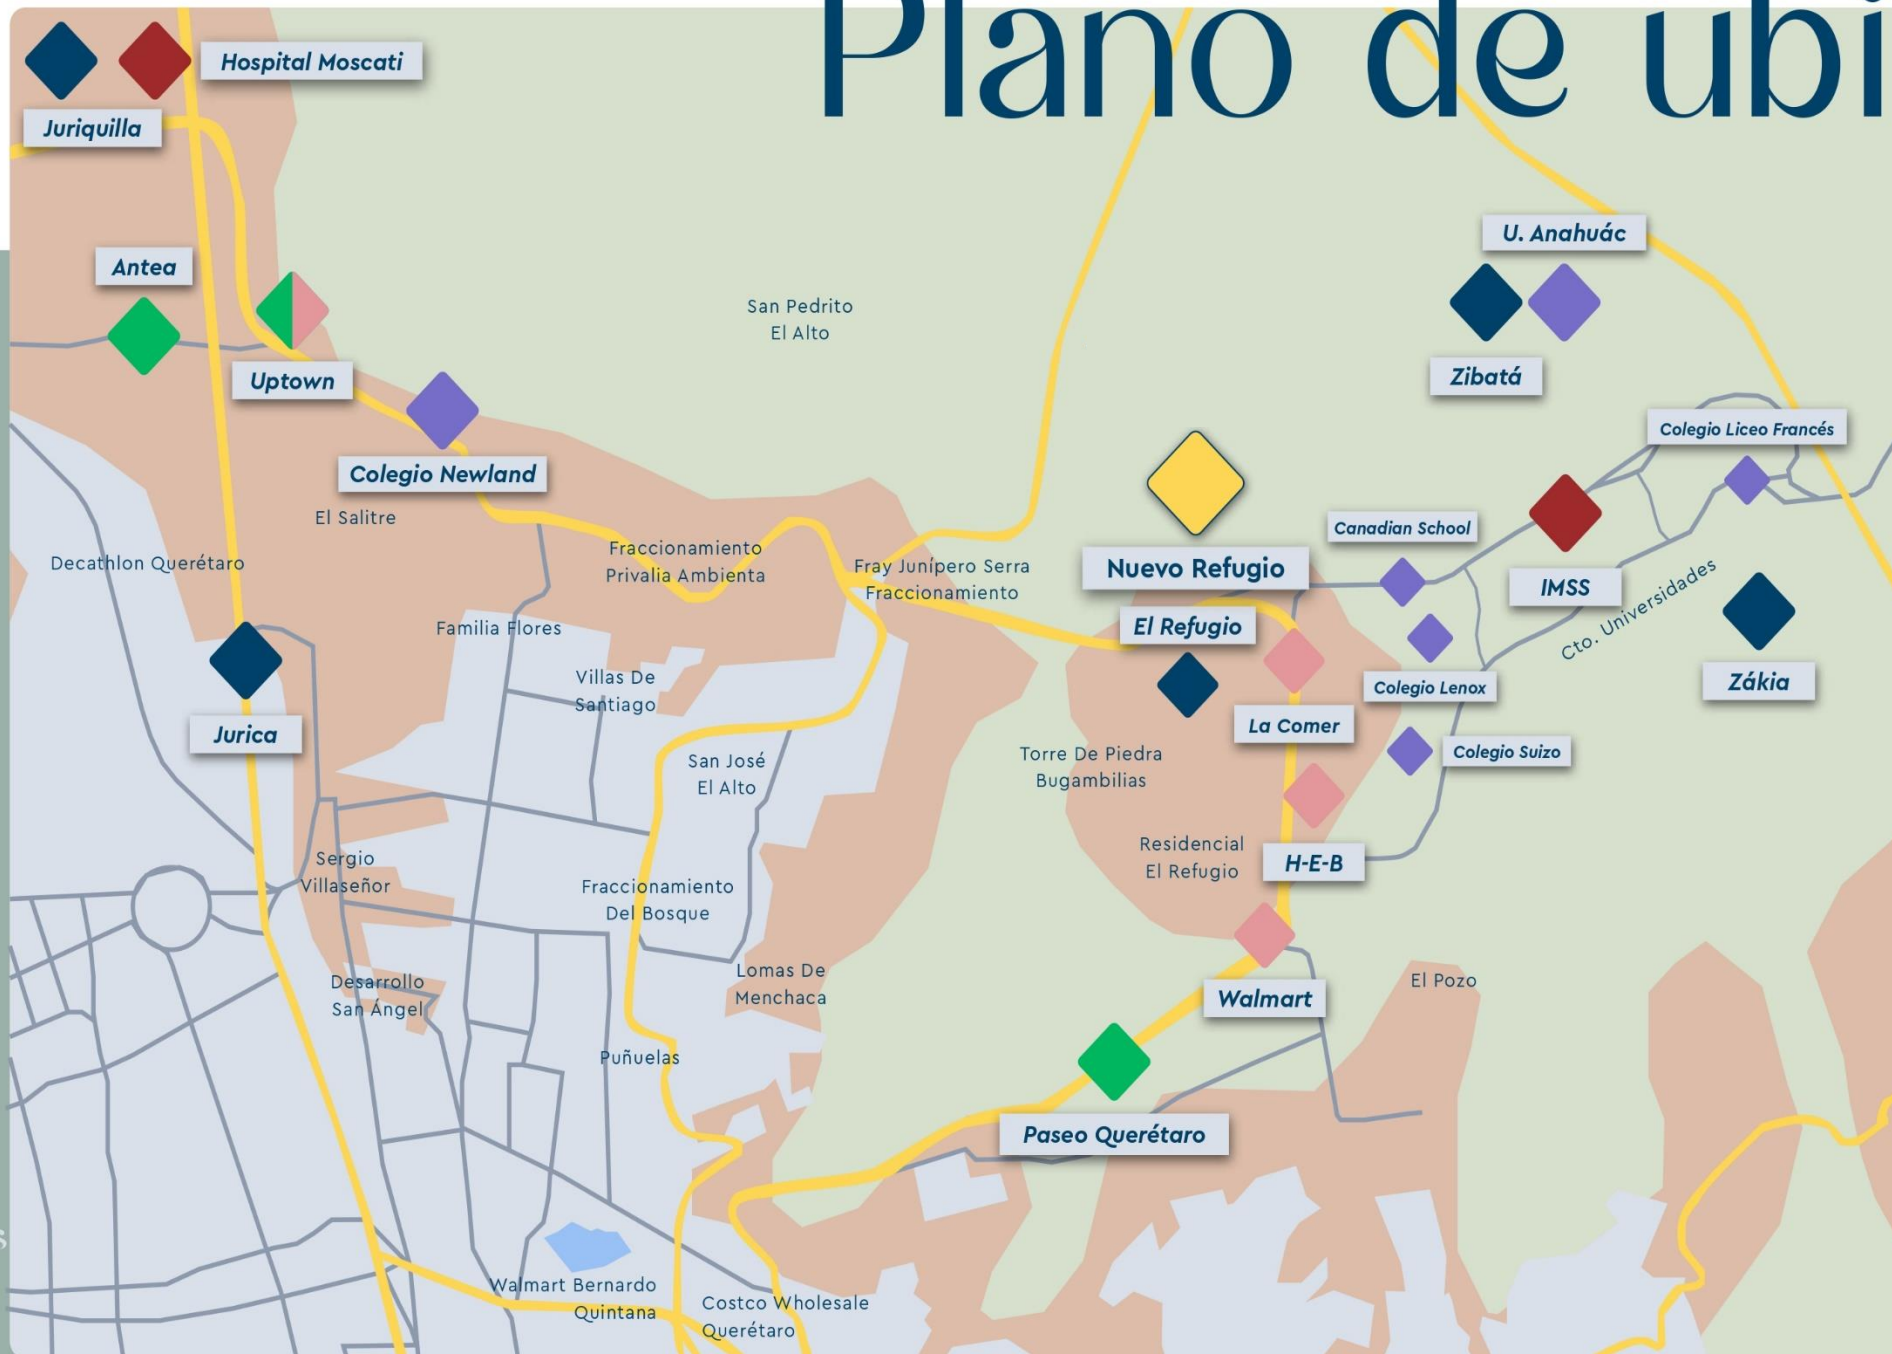 Plano de ubi
Hospital Moscati
Juriquilla
U. Anahuác
Antea
San Pedrito
El Alto
Zibatá
Uptown
Colegio Liceo Francés
Colegio Newland
El Salitre
Canadian School
Decathlon Querétaro
Fraccionamiento
Privalia Ambienta
Fray Junípero Serra
Fraccionamiento
Nuevo Refugio
IMSS
Cto. Universidades
Familia Flores
El Refugio
Villas De
Santiago
Colegio Lenox
Zákia
Jurica
La Comer
San José
El Alto
Torre De Piedra
Bugambilias
Colegio Suizo
Sergio
Villaseñor
Residencial
El Refugio
H-E-B
Fraccionamiento
Del Bosque
Desarrollo
San Ángel
Lomas De
Menchaca
Walmart
El Pozo
Puñuelas
Paseo Querétaro
s
Walmart Bernardo
Quintana
Costco Wholesale
Querétaro